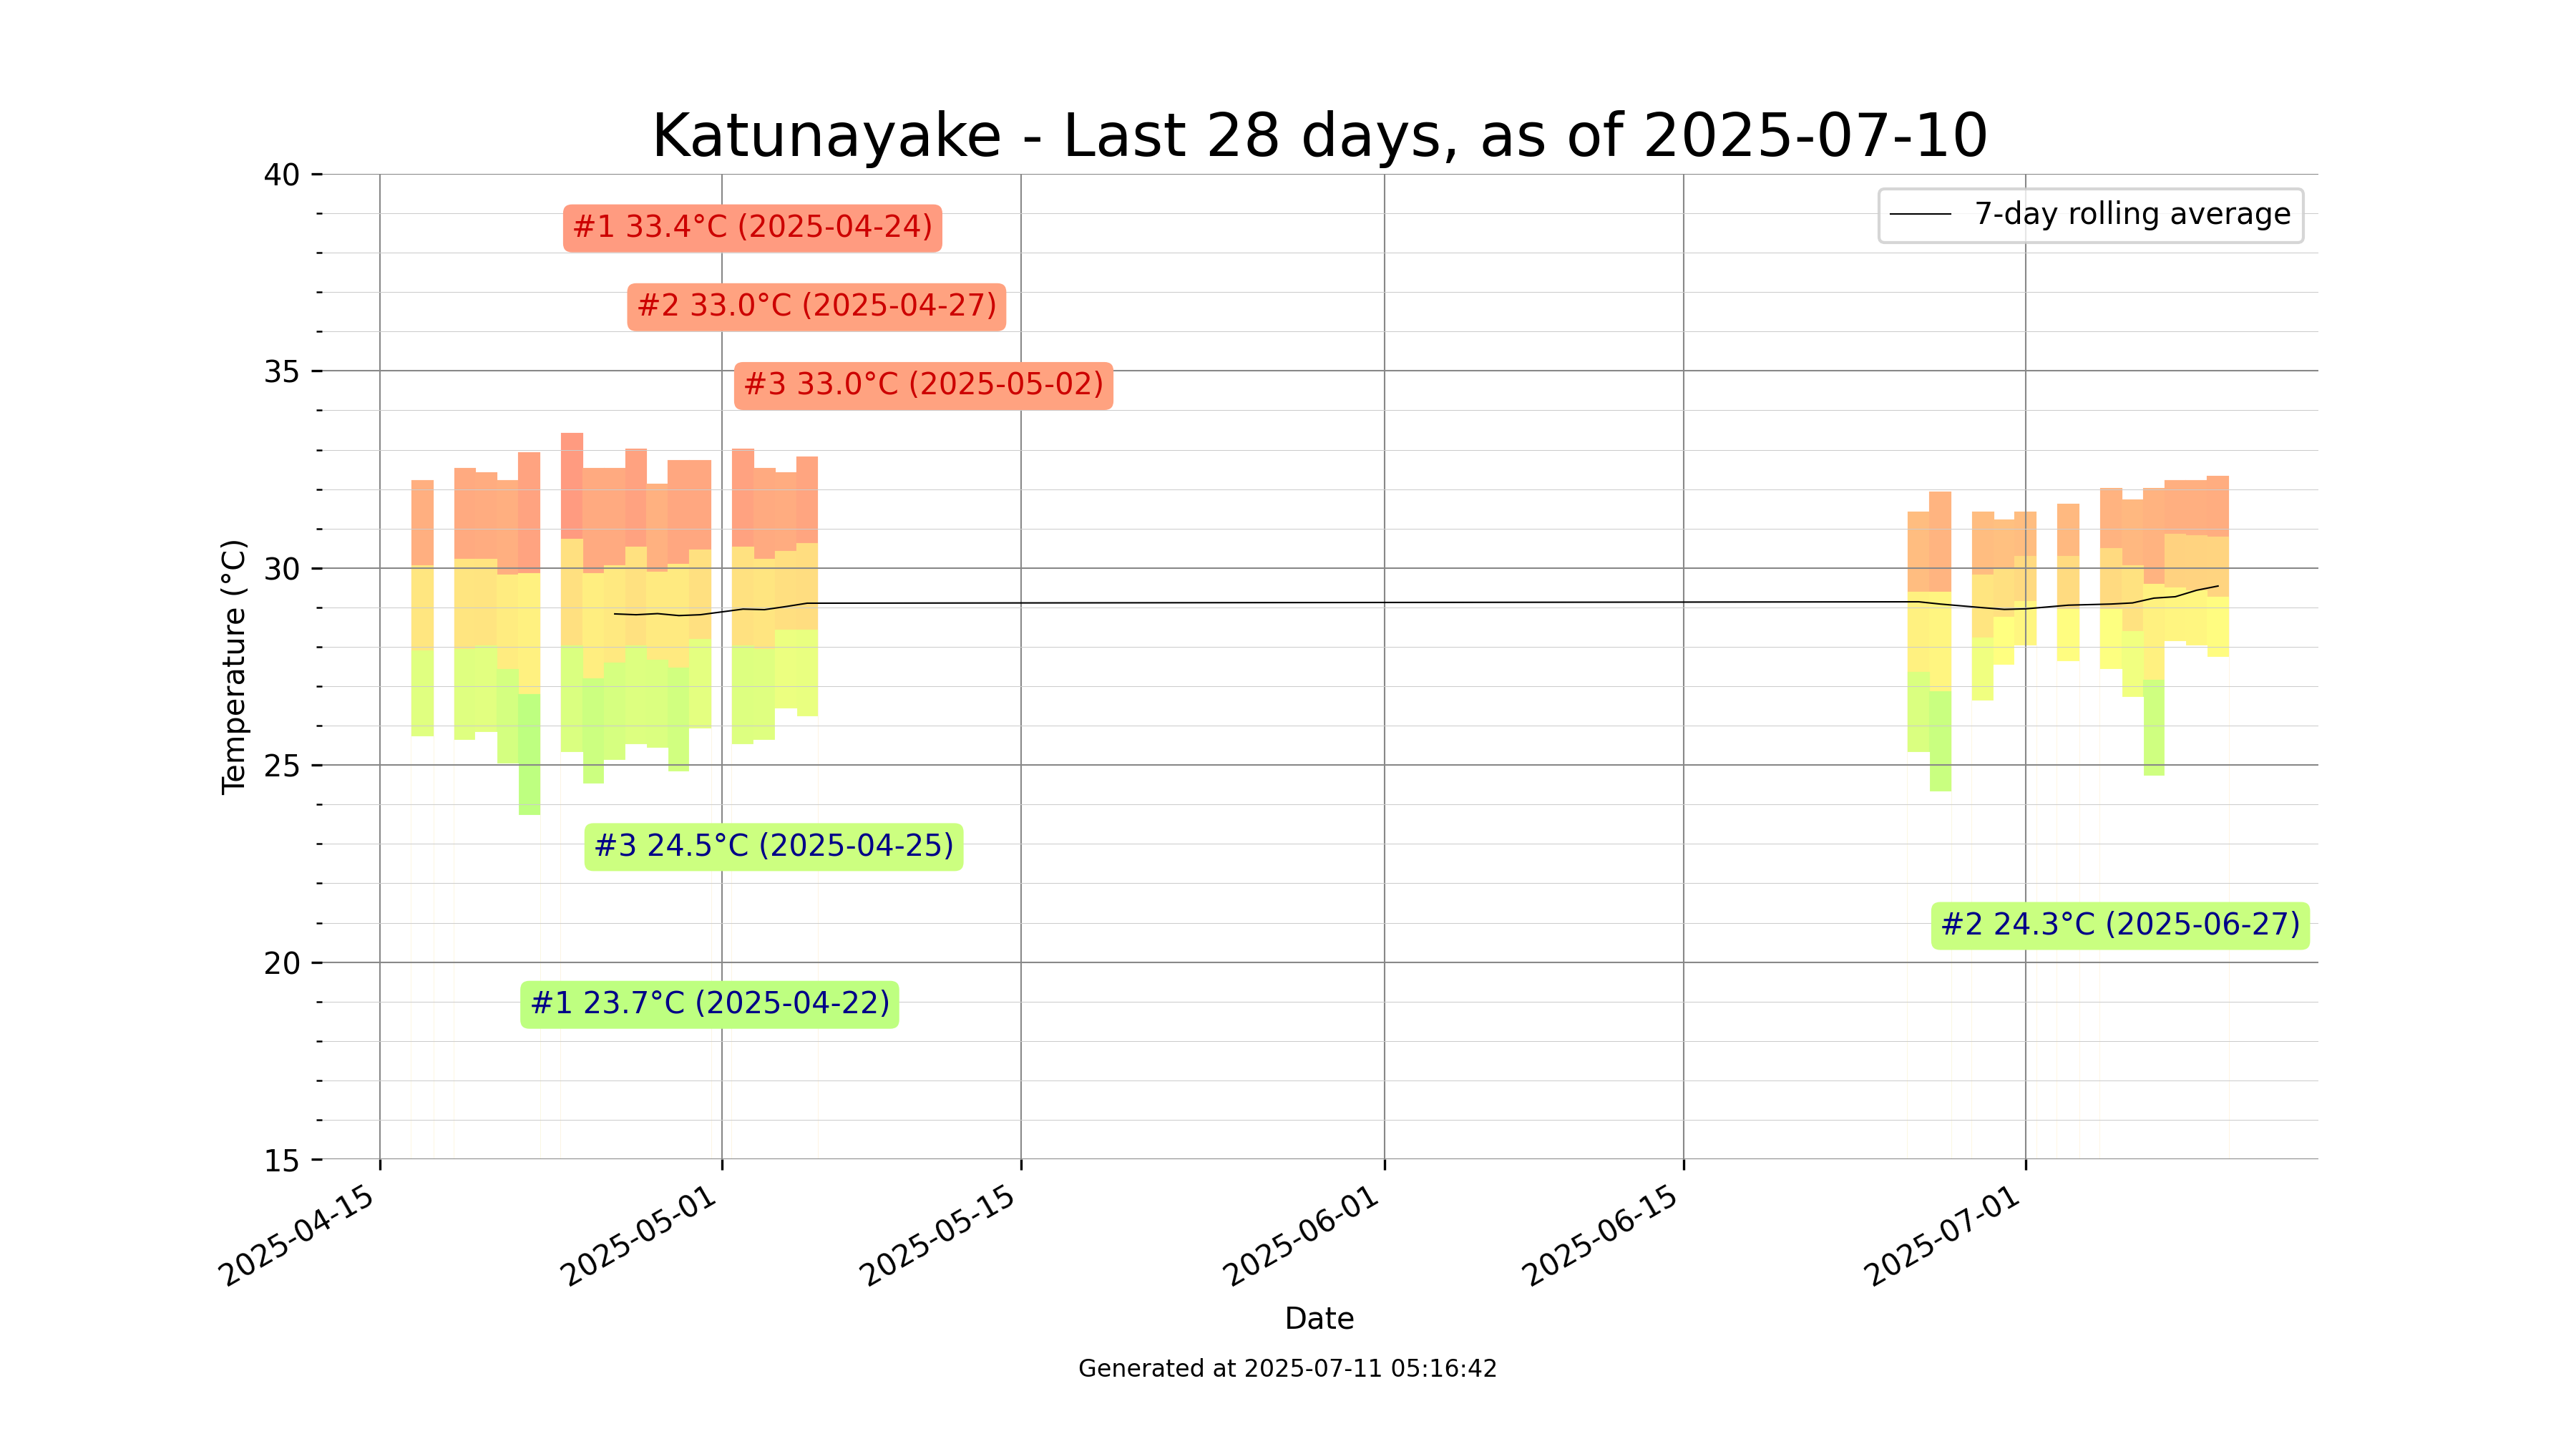 Katunayake - Last 28 days, as of 2025-07-10
40
#1 33.4°C (2025-04-24)
7-day rolling average
#2 33.0°C (2025-04-27)
35
#3 33.0°C (2025-05-02)
30
Temperature (°C)
25
#3 24.5°C (2025-04-25)
#2 24.3°C (2025-06-27)
20
#1 23.7°C (2025-04-22)
15
2025-04-15
2025-05-01
2025-05-15
2025-06-01
2025-06-15
2025-07-01
Date
Generated at 2025-07-11 05:16:42